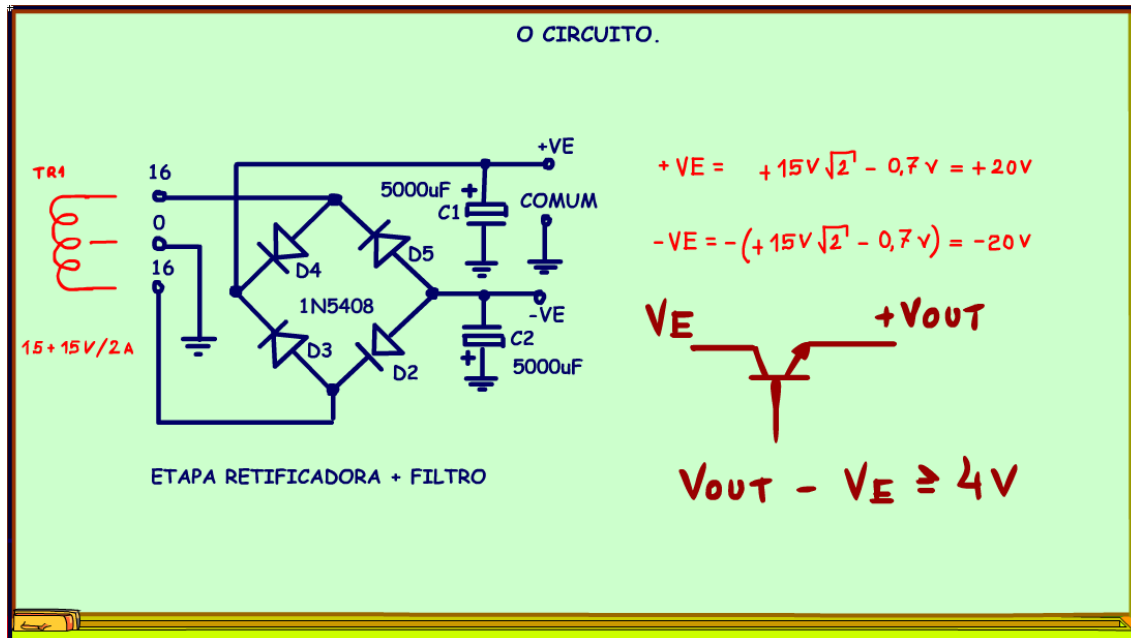 O CIRCUITO.
TR1
16
0
16
15+15V/2A
D4
D5
1N5408
D3
D2
+VE
5000uF +
C1
COMUM
-VE
C2
+
5000uF
ETAPA RETIFICADORA + FILTRO
+VE = +15V√2 - 0,7V = +20V
-VE = -(+15V√2 - 0,7V) = -20V
VE +VOUT
VOUT - VE ≥ 4V